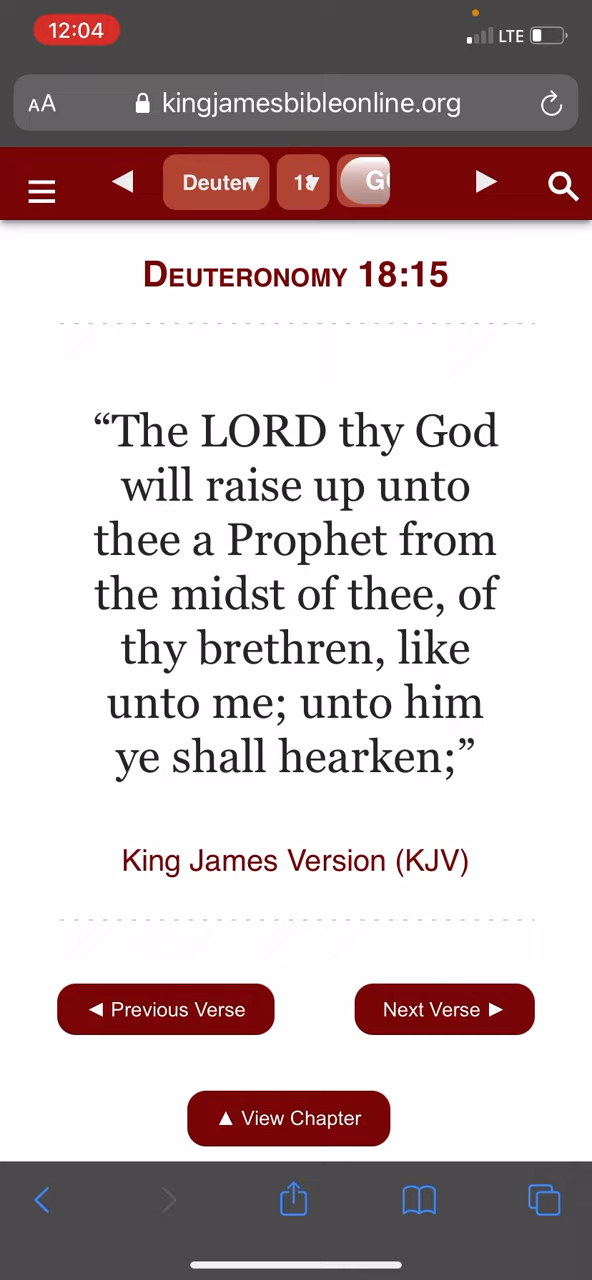 12:04
LTE
AA
kingjamesbibleonline.org
Deuter
18
G
DEUTERONOMY 18:15
“The LORD thy God
will raise up unto
thee a Prophet from
the midst of thee, of
thy brethren, like
unto me; unto him
ye shall hearken;”
King James Version (KJV)
◄ Previous Verse
Next Verse ►
▲ View Chapter